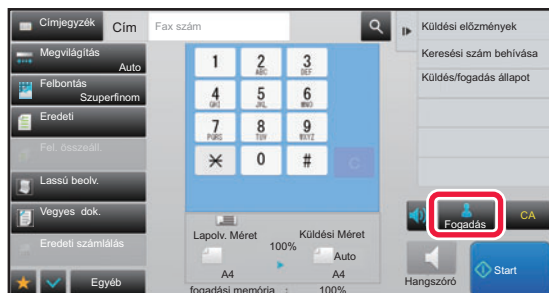 Címjegyzék
Cím
Fax szám
Küldési előzmények
Megvilágítás
Auto
Keresési szám behívása
Felbontás
Szuperfinom
Küldés/fogadás állapot
Eredeti
Fel. összeáll.
Lassú beolv.
Vegyes dok.
Eredeti számlálás
Egyéb
1
2
ABC
3
DEF
4
GHI
5
JKL
6
MNO
7
PQRS
8
TUV
9
WXYZ
0
#
C
Lapolv. Méret
100%
Küldési Méret
Auto
A4
A4
fogadási memória : 100%
Fogadás
CA
Hangszóró
Start